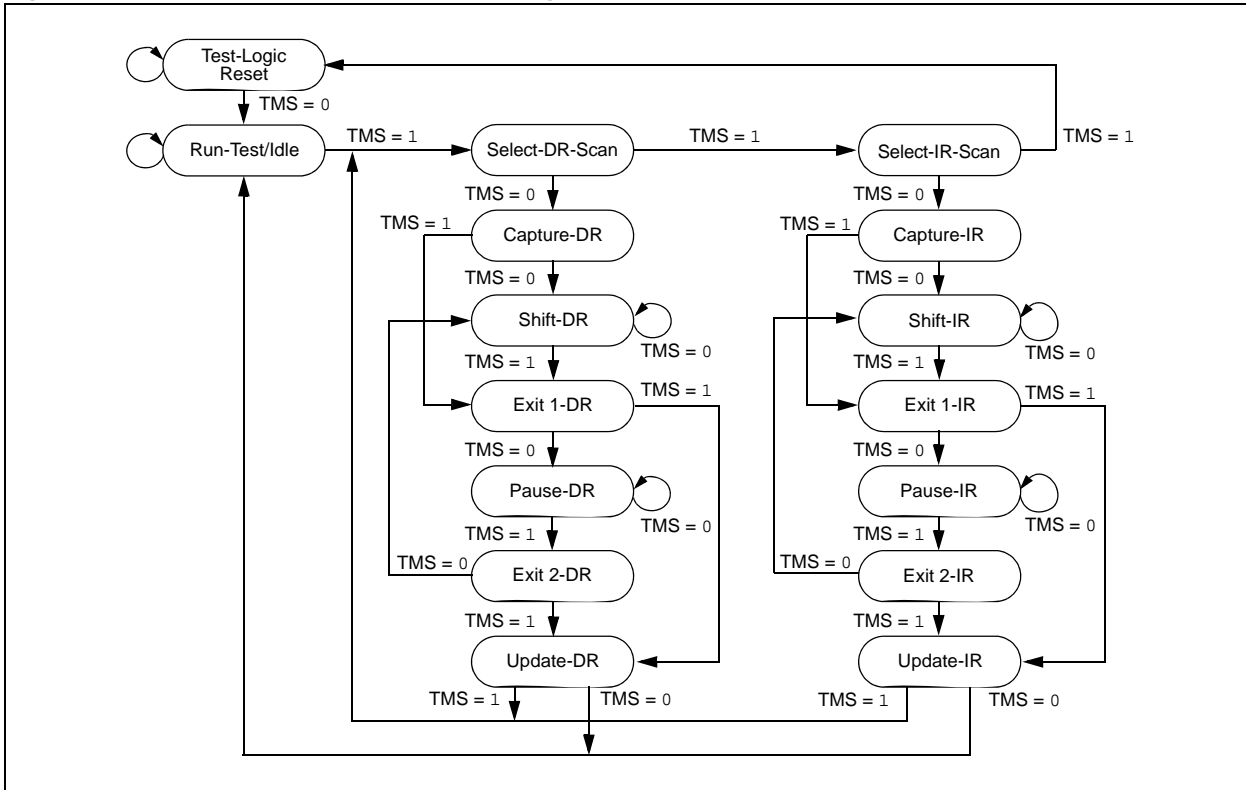 Test-Logic
Reset
TMS = 0
Run-Test/Idle
TMS = 1
Select-DR-Scan
TMS = 1
Select-IR-Scan
TMS = 1
TMS = 0
TMS = 0
TMS = 1
Capture-DR
TMS = 1
Capture-IR
TMS = 0
TMS = 0
Shift-DR
TMS = 0
Shift-IR
TMS = 0
TMS = 1
TMS = 1
Exit 1-DR
TMS = 1
Exit 1-IR
TMS = 1
TMS = 0
TMS = 0
Pause-DR
TMS = 0
Pause-IR
TMS = 0
TMS = 1
TMS = 1
TMS = 0
Exit 2-DR
TMS = 0
Exit 2-IR
TMS = 1
TMS = 1
Update-DR
Update-IR
TMS = 1
TMS = 0
TMS = 1
TMS = 0